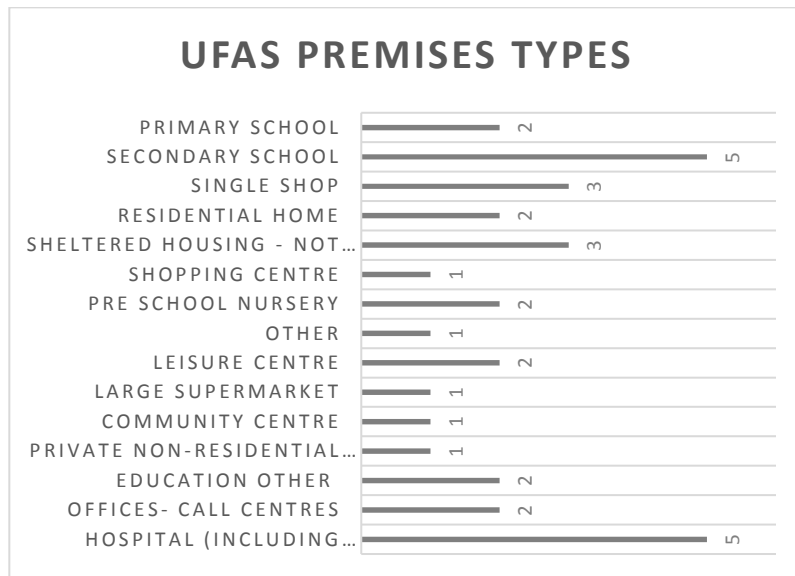 UFAS PREMISES TYPES
PRIMARY SCHOOL 2
SECONDARY SCHOOL 5
SINGLE SHOP 3
RESIDENTIAL HOME 2
SHELTERED HOUSING - NOT... 3
SHOPPING CENTRE 1
PRE SCHOOL NURSERY 2
OTHER 1
LEISURE CENTRE 2
LARGE SUPERMARKET 1
COMMUNITY CENTRE 1
PRIVATE NON-RESIDENTIAL... 1
EDUCATION OTHER 2
OFFICES- CALL CENTRES 2
HOSPITAL (INCLUDING... 5